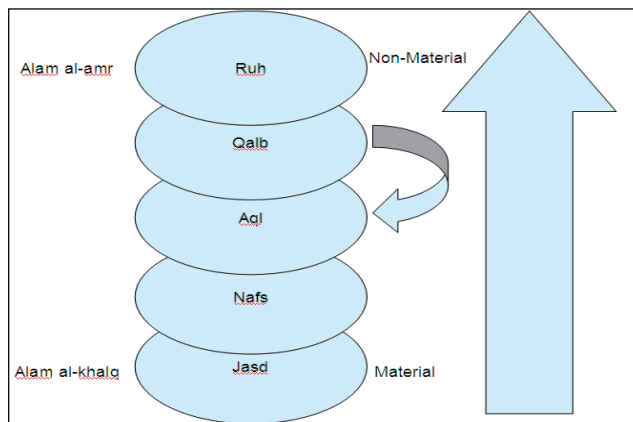 Non-Material
Alam al-amr
Ruh
Qalb
Aql
Nafs
Jasd
Alam al-khalq
Material